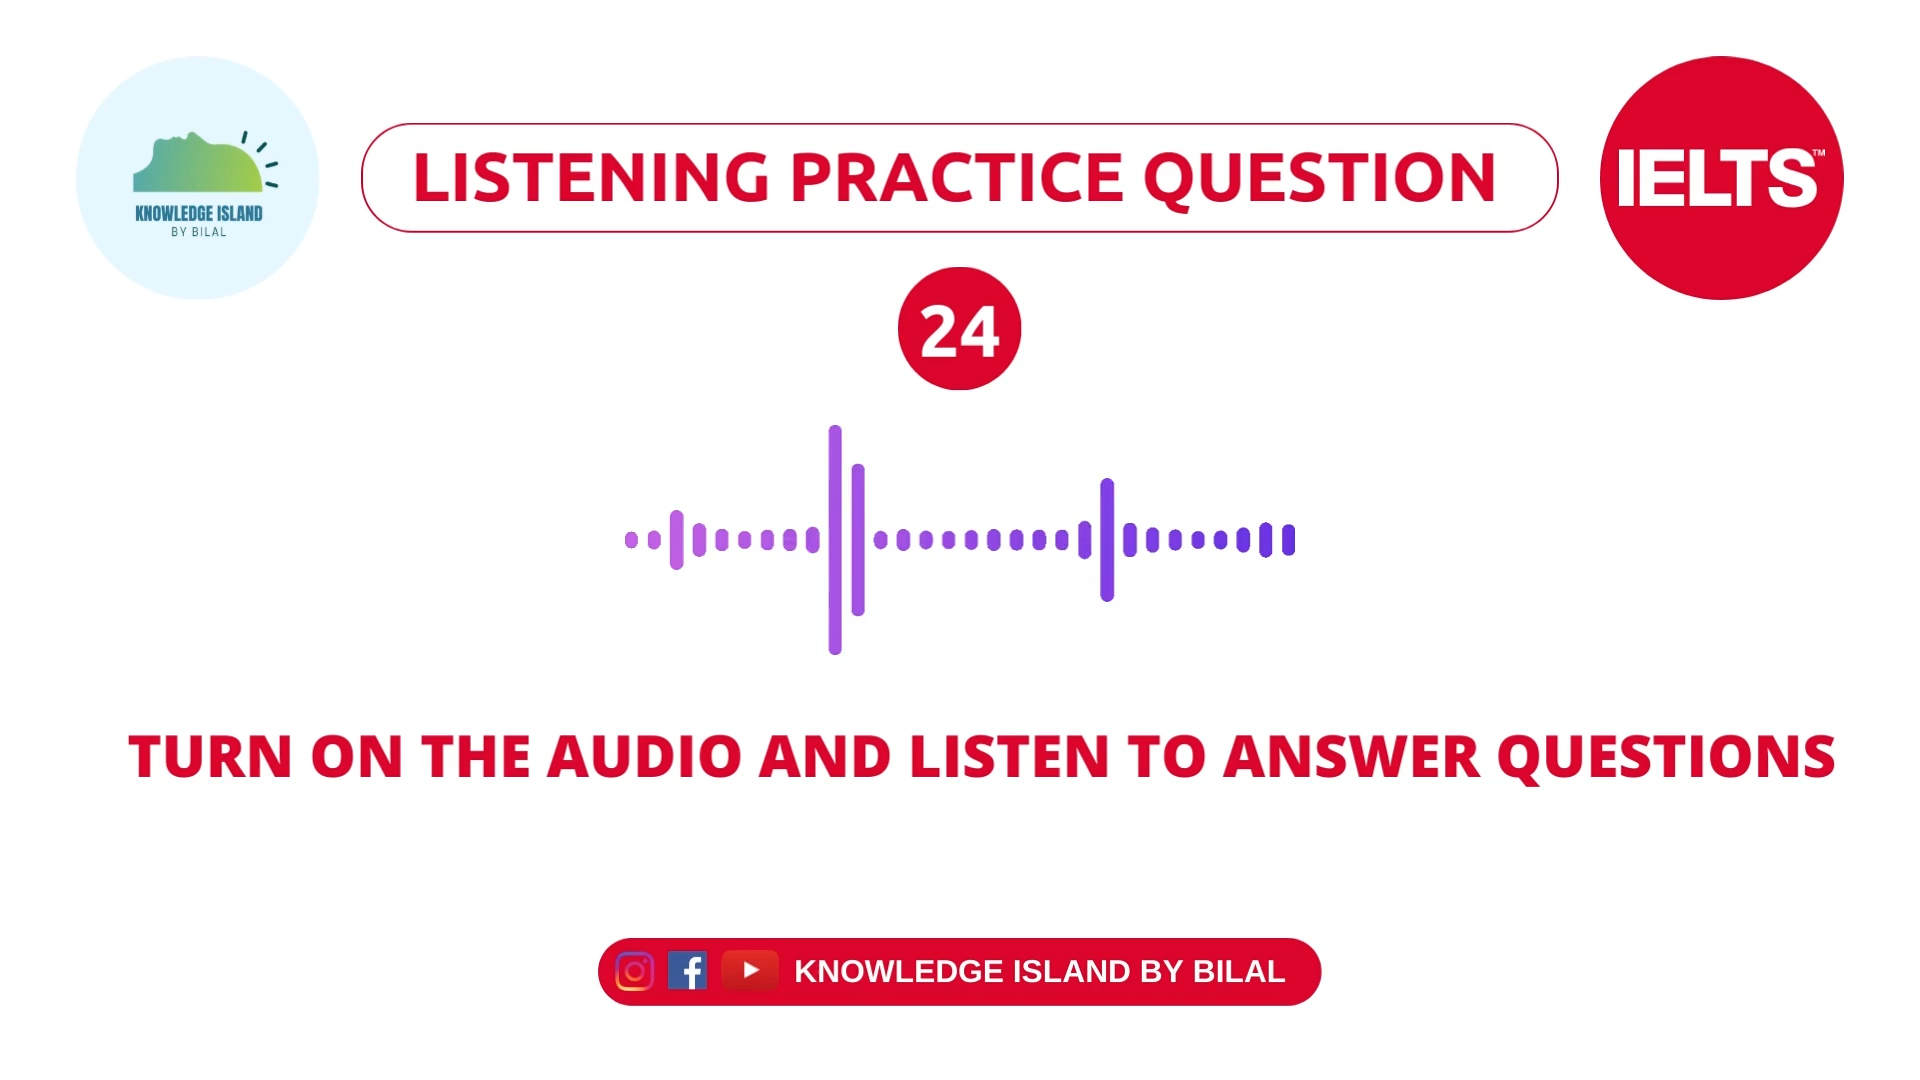 KNOWLEDGE ISLAND
BY BILAL
LISTENING PRACTICE QUESTION
IELTS™
24
TURN ON THE AUDIO AND LISTEN TO ANSWER QUESTIONS
KNOWLEDGE ISLAND BY BILAL